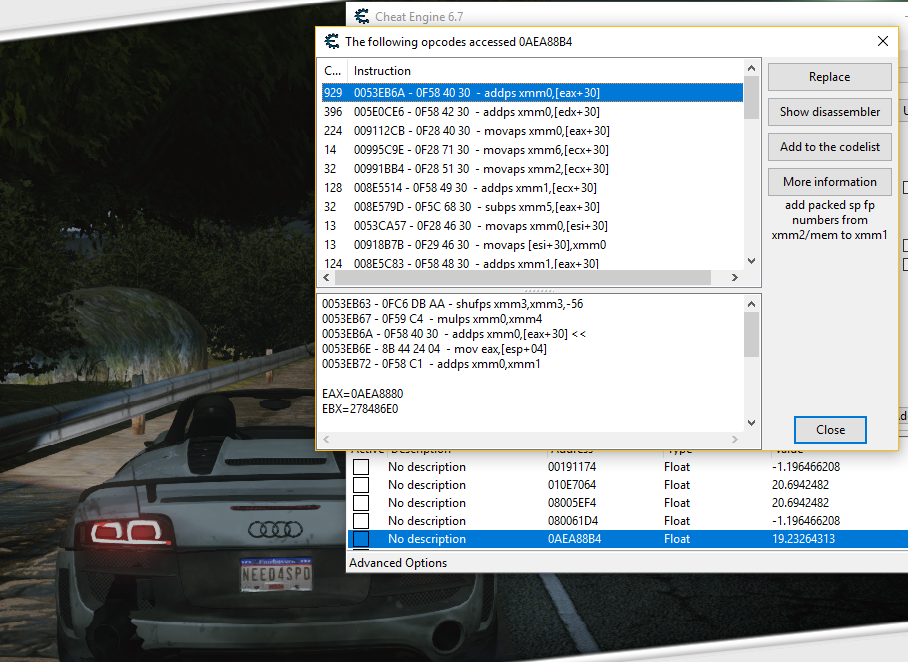 Cheat Engine 6.7
The following opcodes accessed 0AEA88B4
C... Instruction
929 0053EB6A - 0F58 40 30 - addps xmm0,[eax+30]
396 005E0CE6 - 0F58 42 30 - addps xmm0,[edx+30]
224 009112CB - 0F28 40 30 - movaps xmm0,[eax+30]
14 00995C9E - 0F28 71 30 - movaps xmm6,[ecx+30]
32 00991BB4 - 0F28 51 30 - movaps xmm2,[ecx+30]
128 008E5514 - 0F58 49 30 - addps xmm1,[ecx+30]
32 008E579D - 0F5C 68 30 - subps xmm5,[eax+30]
13 0053CA57 - 0F28 46 30 - movaps xmm0,[esi+30]
13 00918B7B - 0F29 46 30 - movaps [esi+30],xmm0
124 008E5C83 - 0F58 48 30 - addps xmm1,[eax+30]
Replace
Show disassembler
Add to the codelist
More information
add packed sp fp
numbers from
xmm2/mem to xmm1
0053EB63 - 0FC6 DB AA - shufps xmm3,xmm3,-56
0053EB67 - 0F59 C4 - mulps xmm0,xmm4
0053EB6A - 0F58 40 30 - addps xmm0,[eax+30] <<
0053EB6E - 8B 44 24 04 - mov eax,[esp+04]
0053EB72 - 0F58 C1 - addps xmm0,xmm1
EAX=0AEA8880
EBX=278486E0
Close
Active Description Address Type Value
No description 00191174 Float -1.196466208
No description 010E7064 Float 20.6942482
No description 08005EF4 Float 20.6942482
No description 080061D4 Float -1.196466208
No description 0AEA88B4 Float 19.23264313
Advanced Options
NEED4SPD